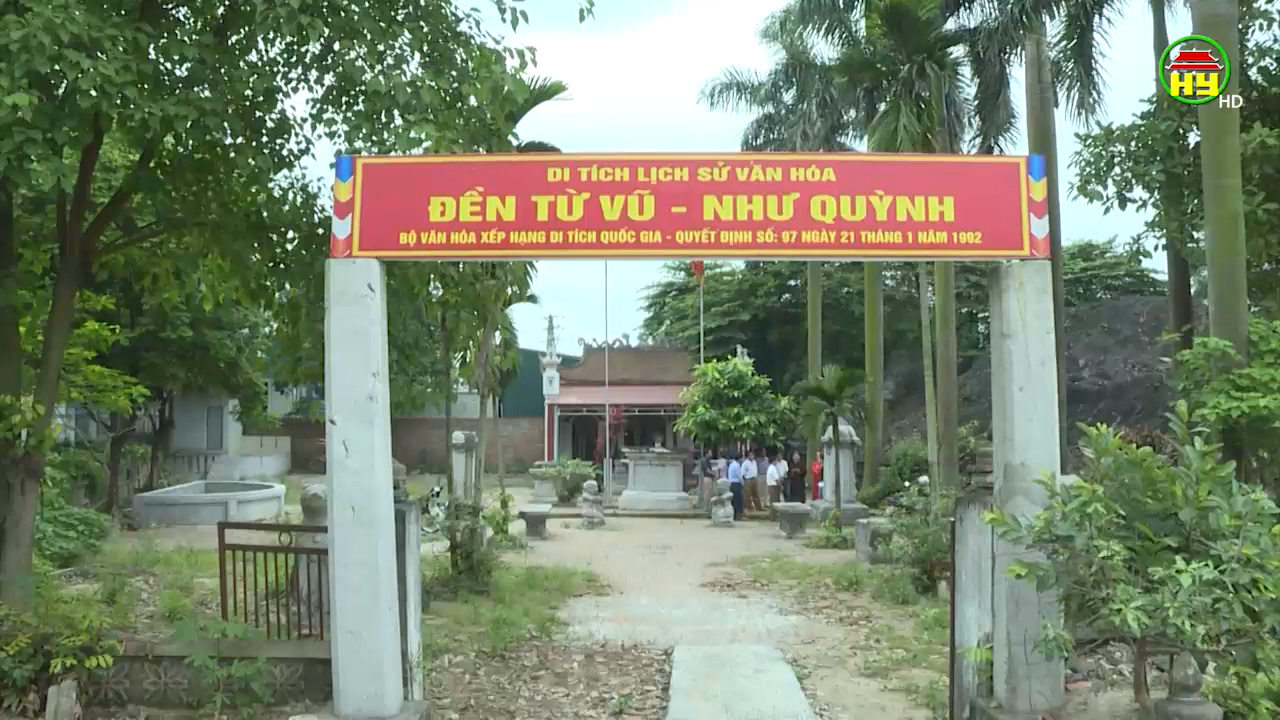 DI TÍCH LỊCH SỬ VĂN HÓA
ĐỀN TỪ VŨ - NHƯ QUỲNH
BỘ VĂN HÓA XẾP HẠNG DI TÍCH QUỐC GIA - QUYẾT ĐỊNH SỐ: 97 NGÀY 21 THÁNG 1 NĂM 1992
HY
HD